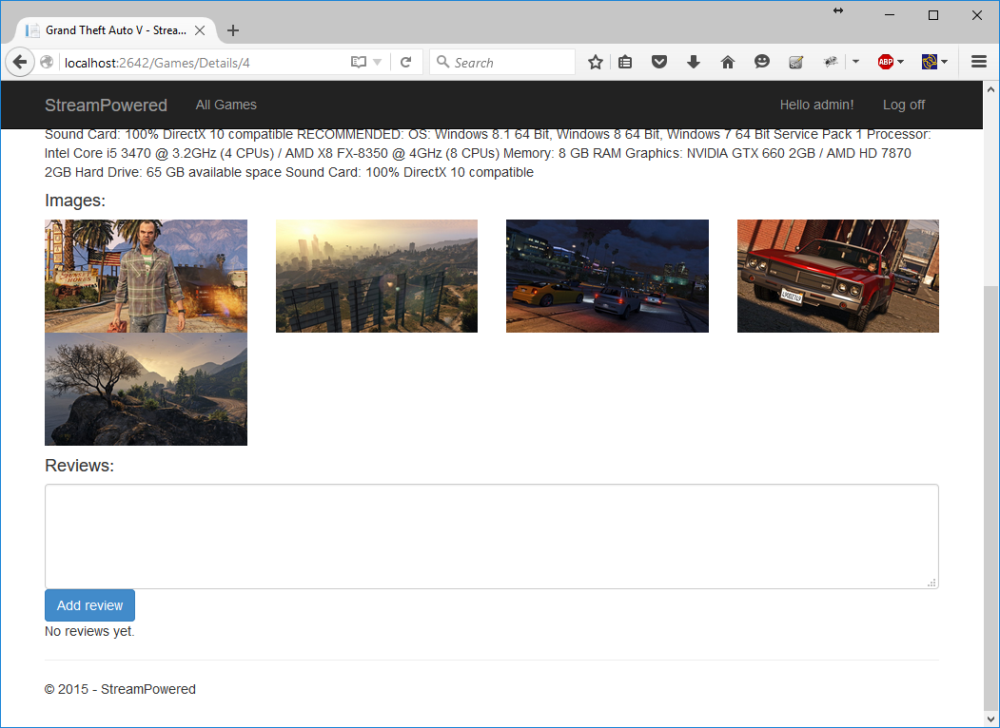 Grand Theft Auto V - Strea...
localhost:2642/Games/Details/4
Search
ABP
StreamPowered
All Games
Hello admin!
Log off
Sound Card: 100% DirectX 10 compatible RECOMMENDED: OS: Windows 8.1 64 Bit, Windows 8 64 Bit, Windows 7 64 Bit Service Pack 1 Processor:
Intel Core i5 3470 @ 3.2GHz (4 CPUs) / AMD X8 FX-8350 @ 4GHz (8 CPUs) Memory: 8 GB RAM Graphics: NVIDIA GTX 660 2GB / AMD HD 7870
2GB Hard Drive: 65 GB available space Sound Card: 100% DirectX 10 compatible
Images:
Reviews:
Add review
No reviews yet.
© 2015 - StreamPowered